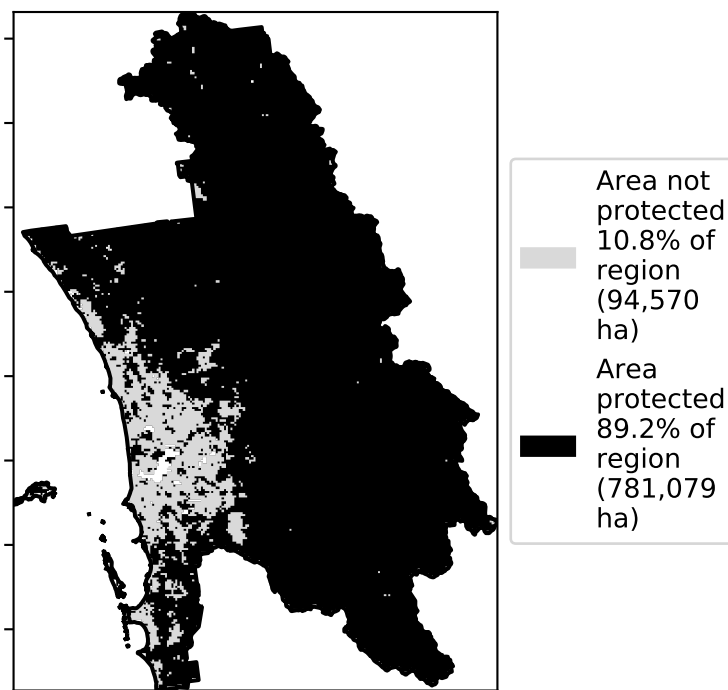 Area not
protected
10.8% of
region
(94,570
ha)
Area
protected
89.2% of
region
(781,079
ha)